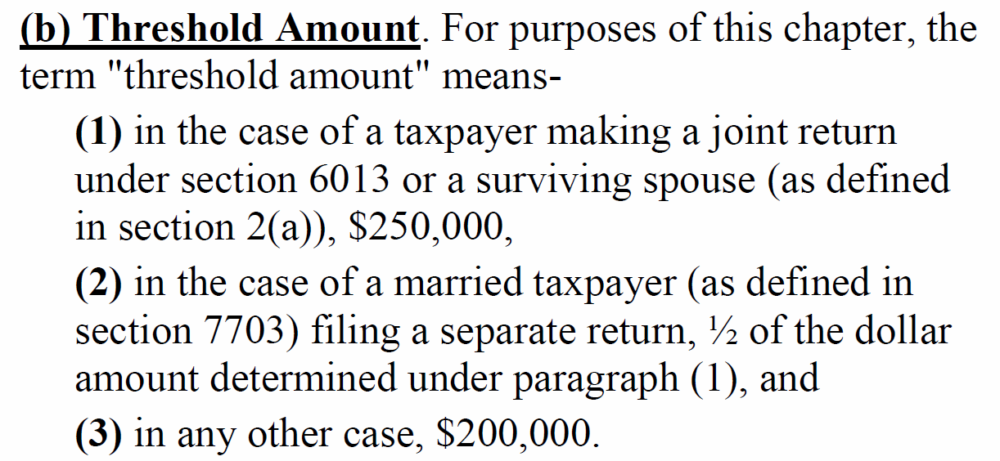 (b) Threshold Amount. For purposes of this chapter, the
term "threshold amount" means-
(1) in the case of a taxpayer making a joint return
under section 6013 or a surviving spouse (as defined
in section 2(a)), $250,000,
(2) in the case of a married taxpayer (as defined in
section 7703) filing a separate return, ½ of the dollar
amount determined under paragraph (1), and
(3) in any other case, $200,000.